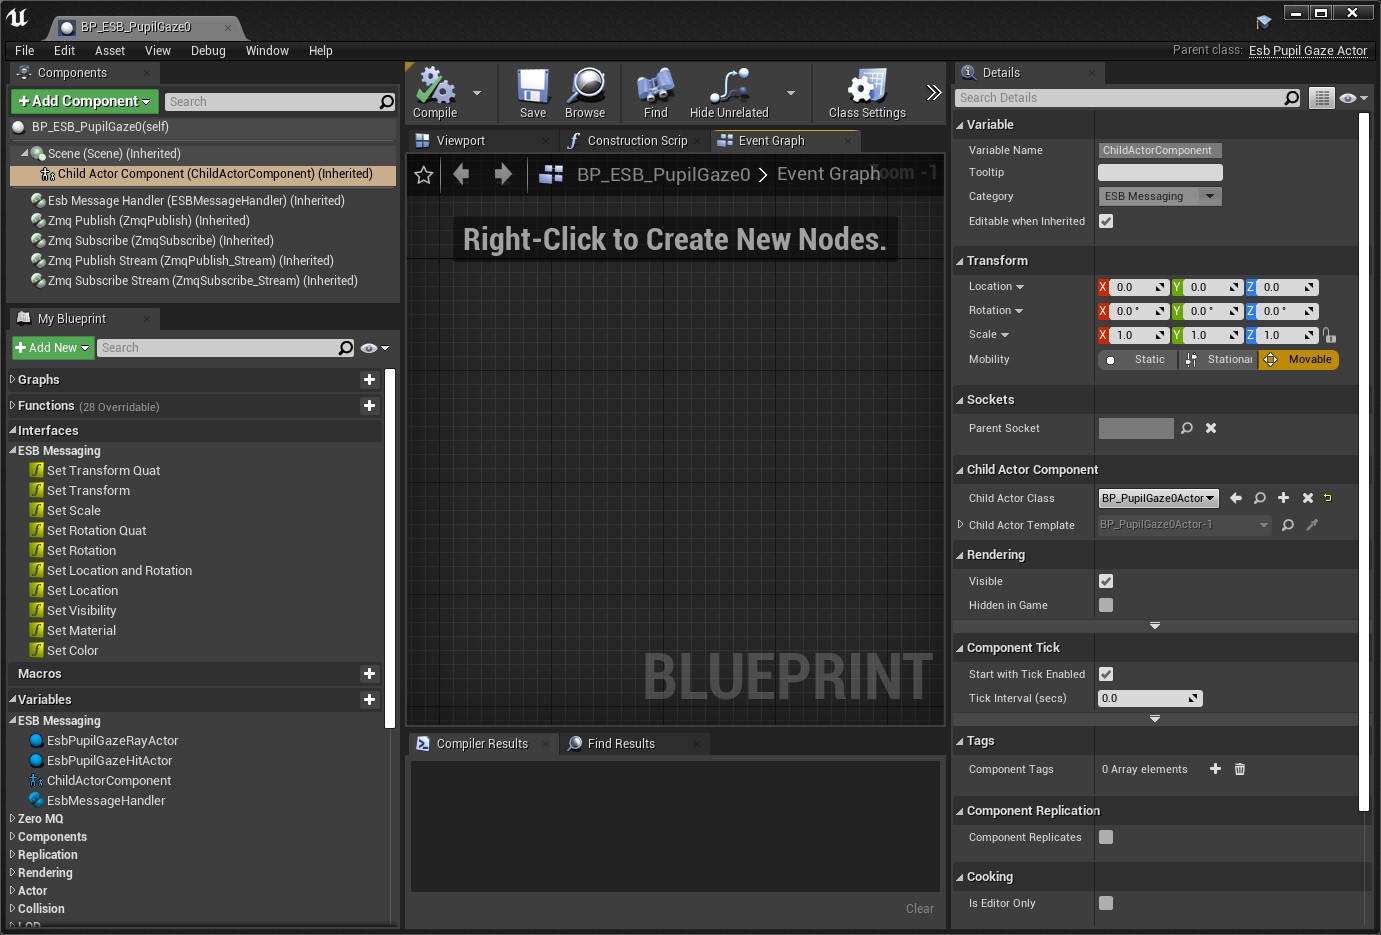 BP_ESB_PupilGaze0
File Edit Asset View Debug Window Help
Parent class: Esb Pupil Gaze Actor
Components
+Add Component
Search
BP_ESB_PupilGaze0(self)
Scene (Scene) (Inherited)
Child Actor Component (ChildActorComponent) (Inherited)
Esb Message Handler (ESBMessageHandler) (Inherited)
Zmq Publish (ZmqPublish) (Inherited)
Zmq Subscribe (ZmqSubscribe) (Inherited)
Zmq Publish Stream (ZmqPublish_Stream) (Inherited)
Zmq Subscribe Stream (ZmqSubscribe_Stream) (Inherited)
My Blueprint
+Add New
Search
Graphs
Functions (28 Overridable)
Interfaces
ESB Messaging
Set Transform Quat
Set Transform
Set Scale
Set Rotation Quat
Set Rotation
Set Location and Rotation
Set Location
Set Visibility
Set Material
Set Color
Macros
Variables
ESB Messaging
EsbPupilGazeRayActor
EsbPupilGazeHitActor
ChildActorComponent
EsbMessageHandler
Zero MQ
Components
Replication
Rendering
Actor
Collision
LOD
Compile Save Browse Find Hide Unrelated Class Settings
Viewport Construction Scrip Event Graph
BP_ESB_PupilGaze0 > Event Graph
Zoom -1
Right-Click to Create New Nodes.
BLUEPRINT
Compiler Results Find Results
Clear
Details
Search Details
Variable
Variable Name ChildActorComponent
Tooltip
Category ESB Messaging
Editable when Inherited
Transform
Location X 0.0 Y 0.0 Z 0.0
Rotation X 0.0 ° Y 0.0 ° Z 0.0 °
Scale X 1.0 Y 1.0 Z 1.0
Mobility Static Stationar Movable
Sockets
Parent Socket
Child Actor Component
Child Actor Class BP_PupilGaze0Actor
Child Actor Template BP_PupilGaze0Actor-1
Rendering
Visible
Hidden in Game
Component Tick
Start with Tick Enabled
Tick Interval (secs) 0.0
Tags
Component Tags 0 Array elements
Component Replication
Component Replicates
Cooking
Is Editor Only